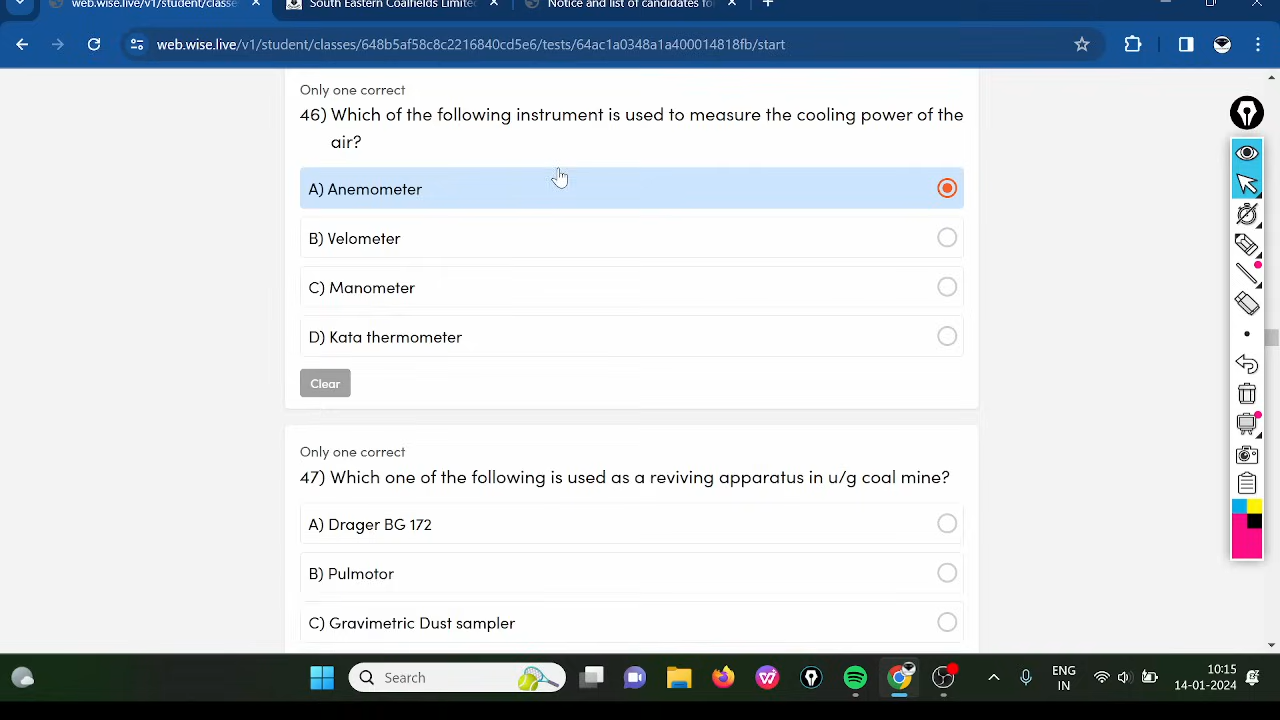 web.wise.live/v1/student/classe
South Eastern Coalfields Limited
Notice and list of candidates fo
web.wise.live/v1/student/classes/648b5af58c8c2216840cd5e6/tests/64ac1a0348a1a400014818fb/start
Only one correct
46) Which of the following instrument is used to measure the cooling power of the
air?
A) Anemometer
B) Velometer
C) Manometer
D) Kata thermometer
Clear
Only one correct
47) Which one of the following is used as a reviving apparatus in u/g coal mine?
A) Drager BG 172
B) Pulmotor
C) Gravimetric Dust sampler
Search
ENG
IN
10:15
14-01-2024